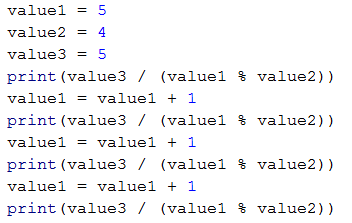 value1 = 5
value2 = 4
value3 = 5
print(value3 / (value1 % value2))
value1 = value1 + 1
print(value3 / (value1 % value2))
value1 = value1 + 1
print(value3 / (value1 % value2))
value1 = value1 + 1
print(value3 / (value1 % value2))